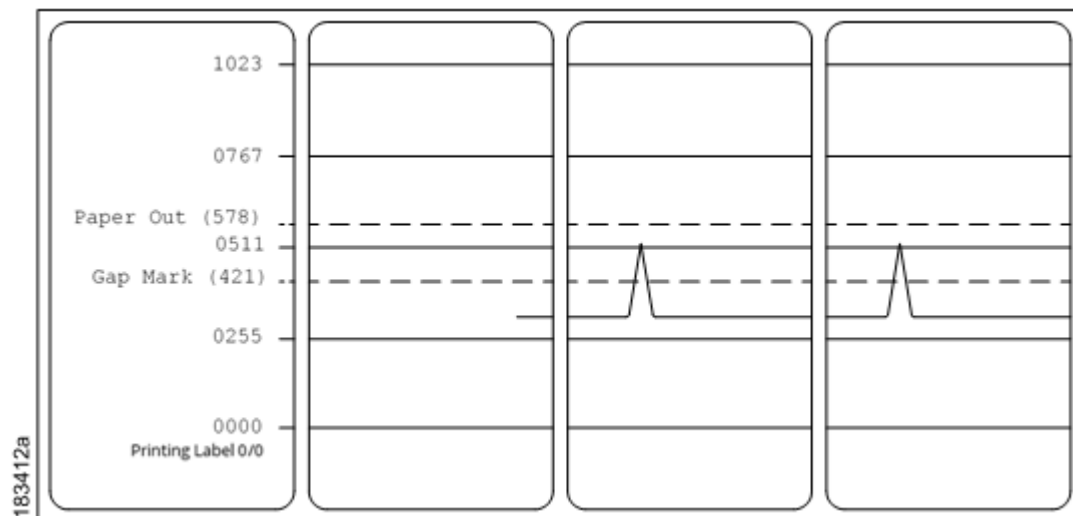 1023
0767
Paper Out (578)
0511
Gap Mark (421)
0255
0000
Printing Label 0/0
183412a